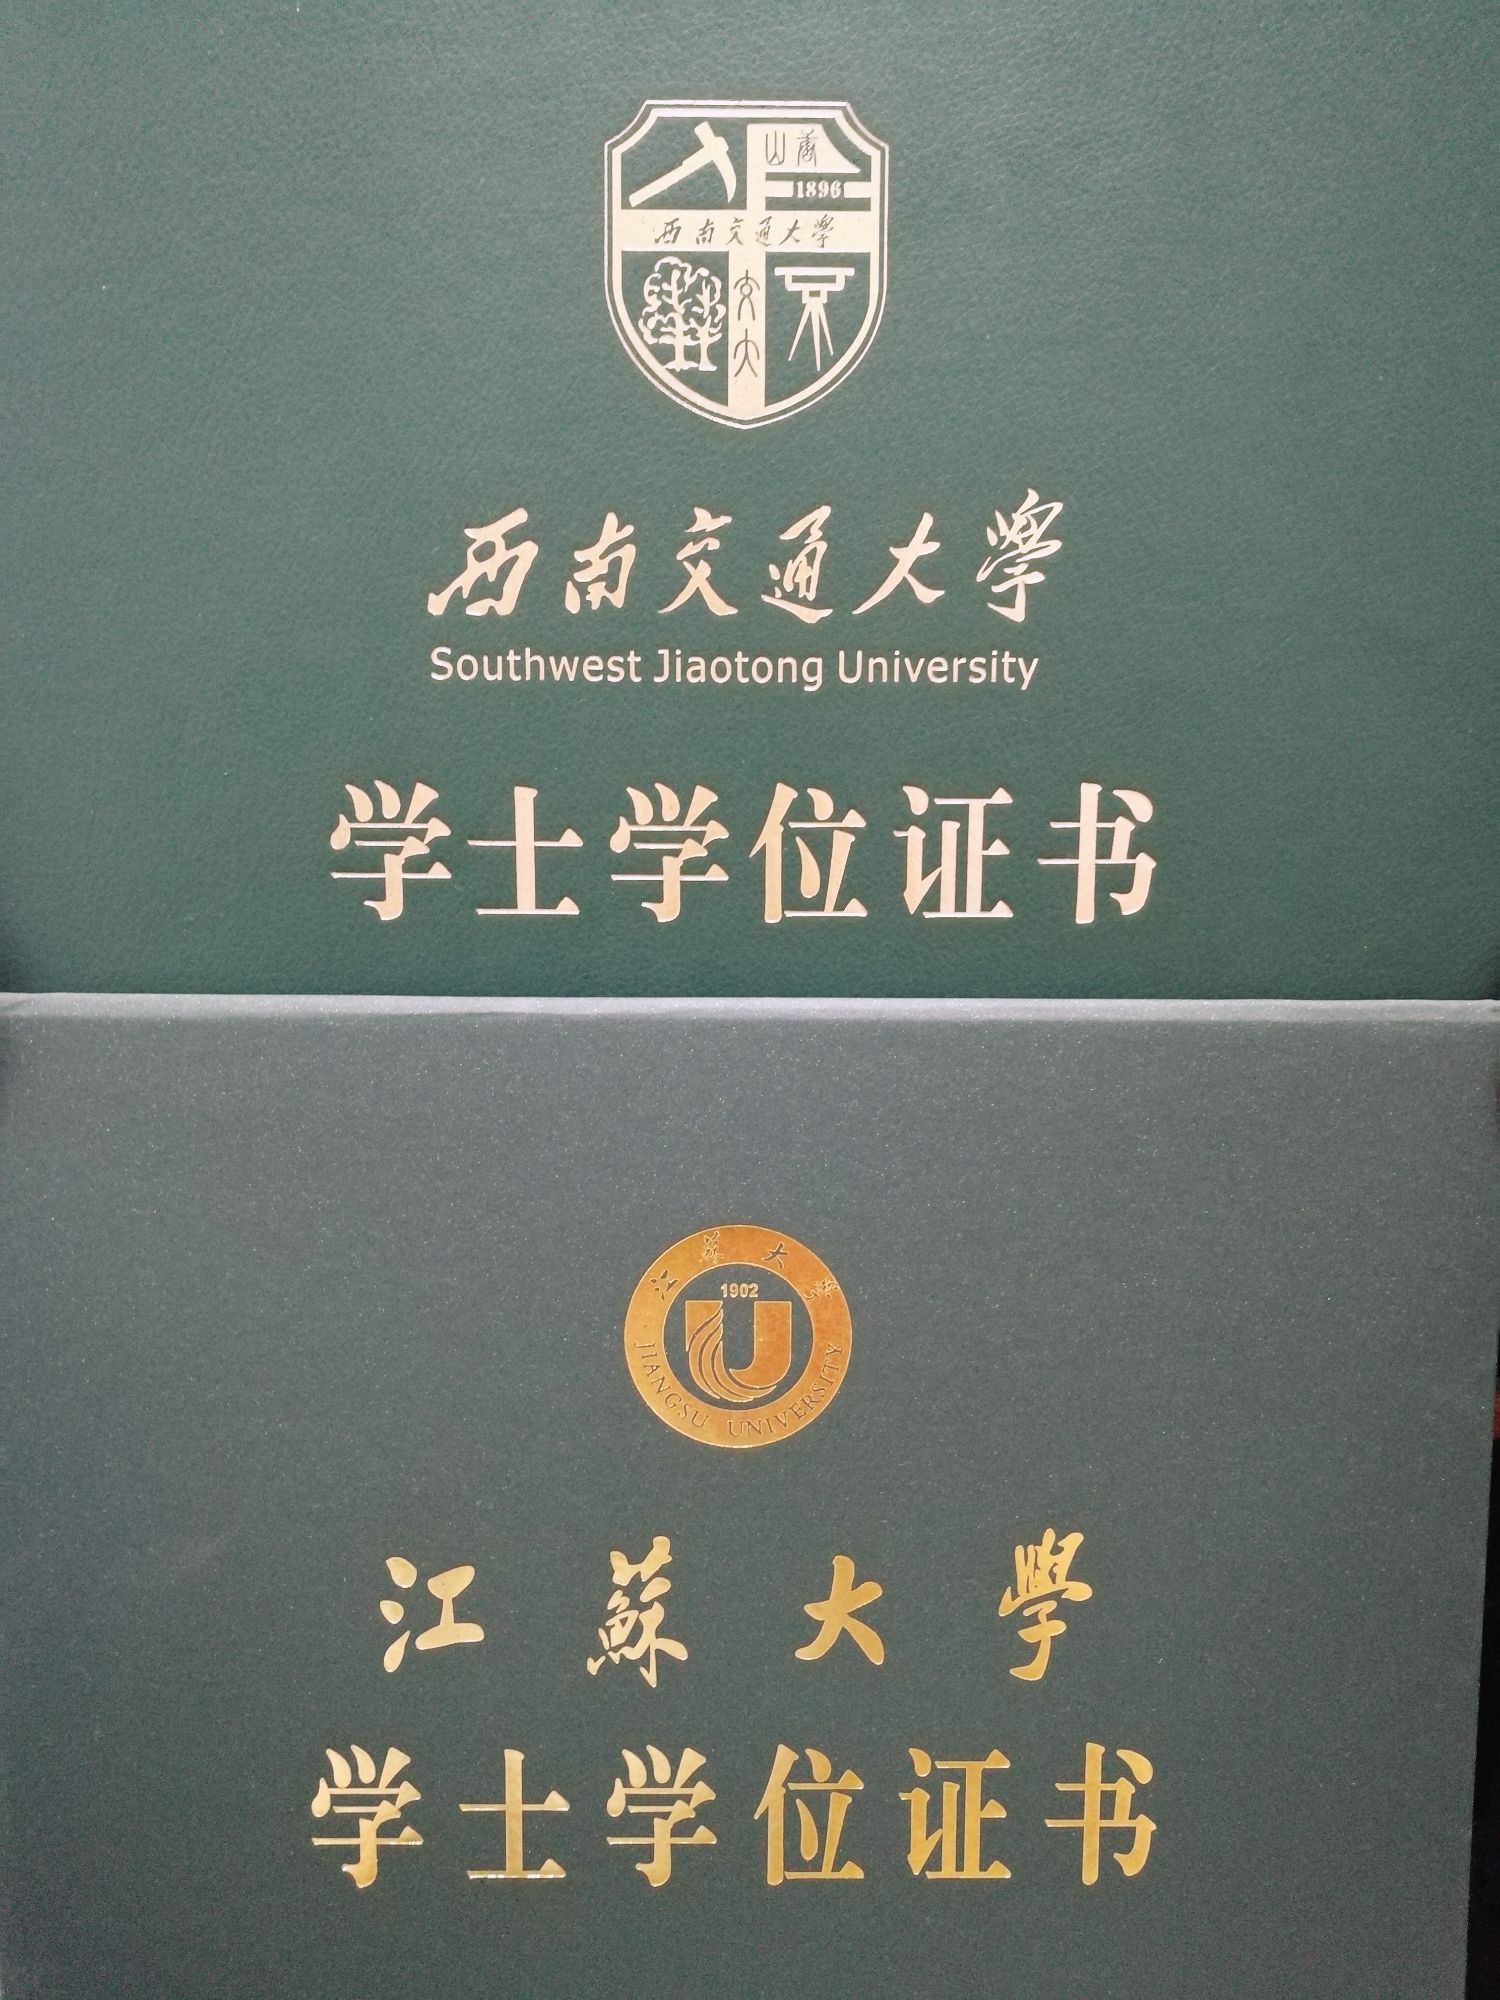 山唐
1896
西南交通大學
交大
西南交通大學
Southwest Jiaotong University
学士学位证书
江蘇大學
1902
JIANGSU UNIVERSITY
江蘇大學
学士学位证书